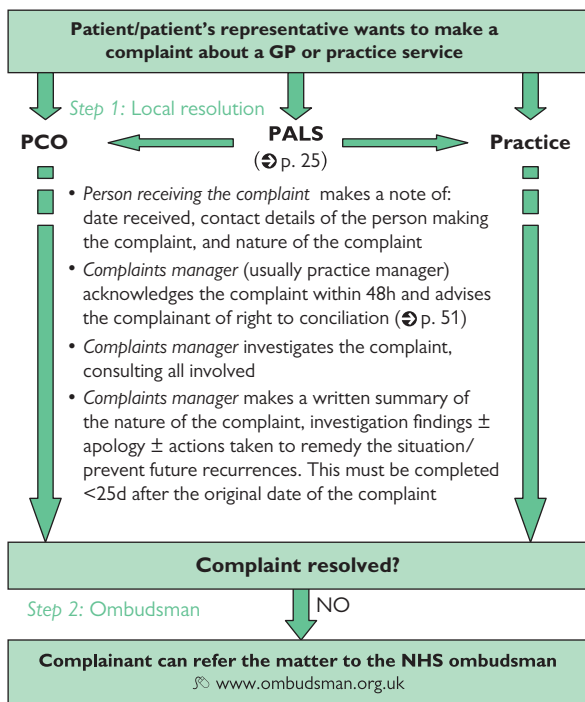 Patient/patient's representative wants to make a
complaint about a GP or practice service
Step 1: Local resolution
PCO
PALS
(➲ p. 25)
Practice
• Person receiving the complaint makes a note of:
date received, contact details of the person making
the complaint, and nature of the complaint
• Complaints manager (usually practice manager)
acknowledges the complaint within 48h and advises
the complainant of right to conciliation (➲ p. 51)
• Complaints manager investigates the complaint,
consulting all involved
• Complaints manager makes a written summary of
the nature of the complaint, investigation findings ±
apology ± actions taken to remedy the situation/
prevent future recurrences. This must be completed
<25d after the original date of the complaint
Complaint resolved?
Step 2: Ombudsman
NO
Complainant can refer the matter to the NHS ombudsman
www.ombudsman.org.uk